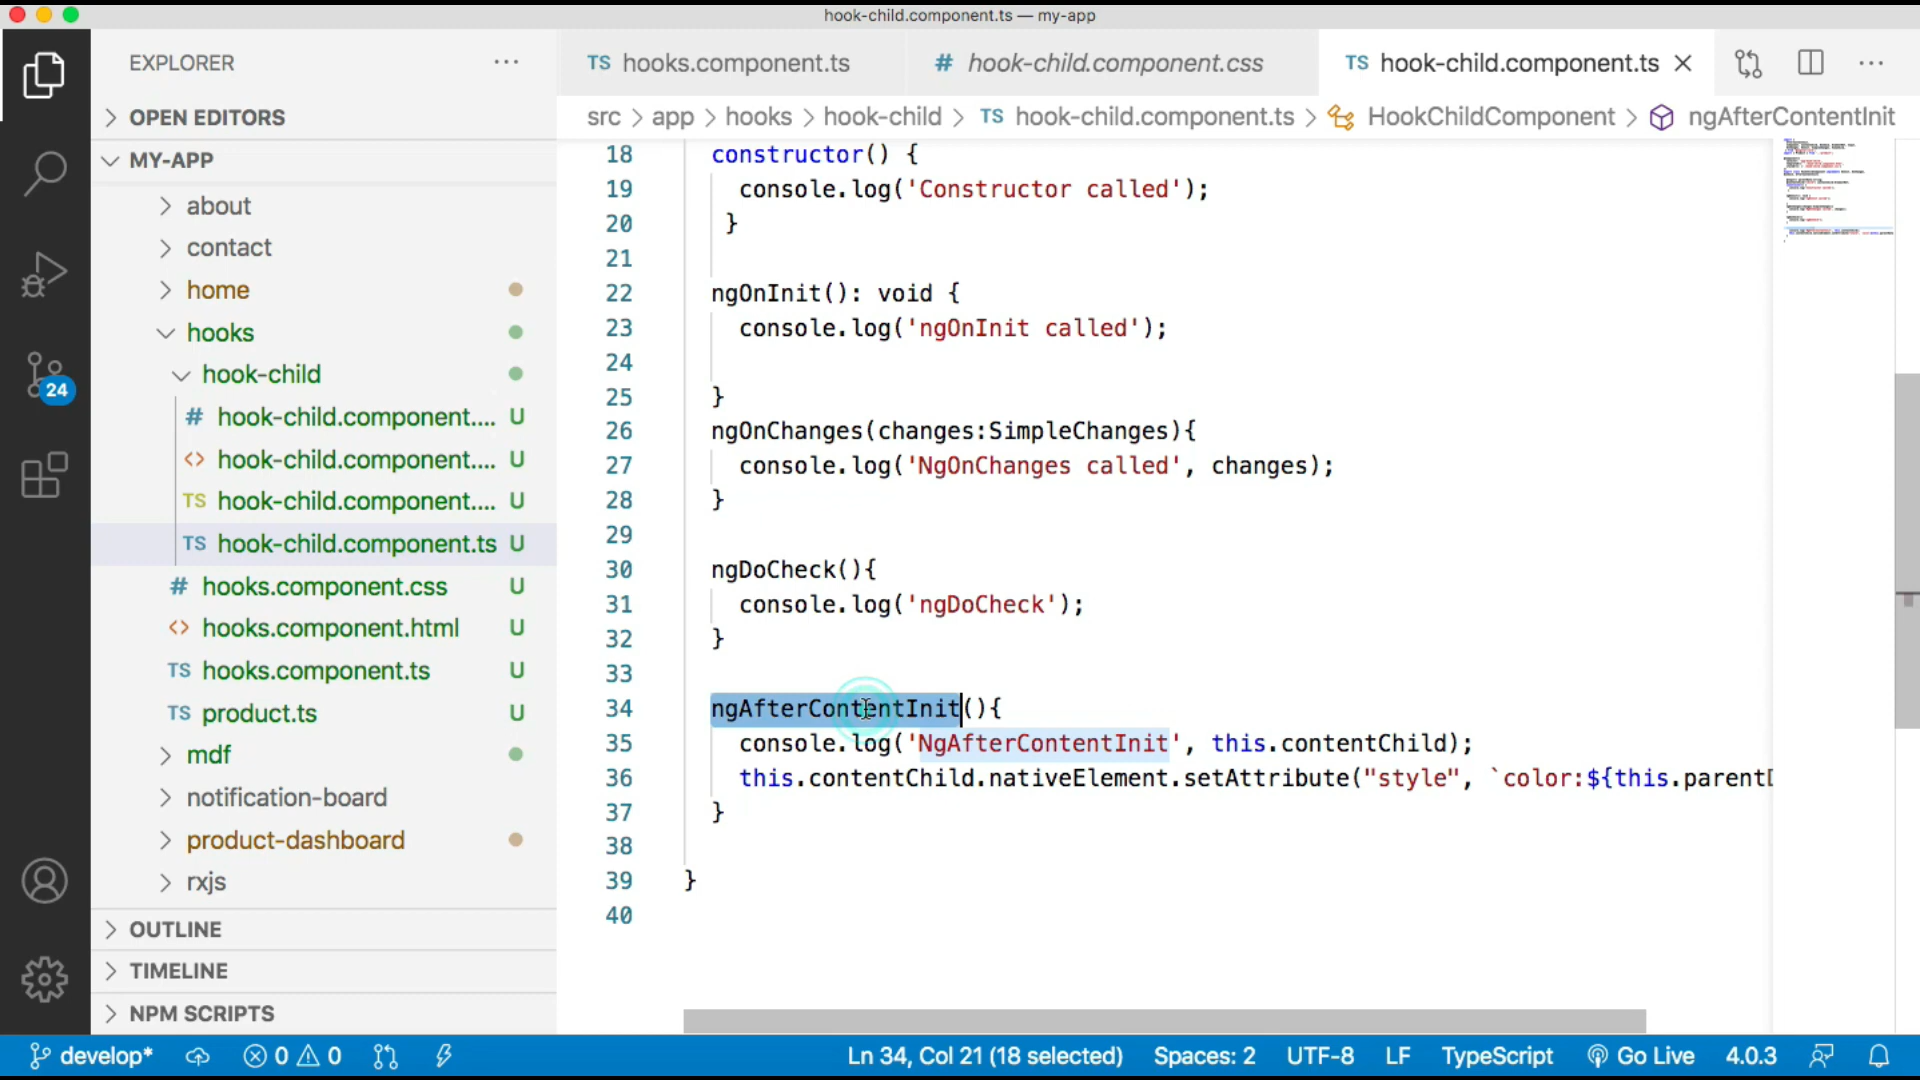 hook-child.component.ts — my-app
EXPLORER
OPEN EDITORS
MY-APP
about
contact
home
hooks
hook-child
hook-child.component.... U
hook-child.component.... U
TS hook-child.component.... U
TS hook-child.component.ts U
hooks.component.css U
hooks.component.html U
TS hooks.component.ts U
TS product.ts U
mdf
notification-board
product-dashboard
rxjs
OUTLINE
TIMELINE
NPM SCRIPTS
24
TS hooks.component.ts
# hook-child.component.css
TS hook-child.component.ts
src > app > hooks > hook-child > TS hook-child.component.ts > HookChildComponent > ngAfterContentInit
18 constructor() {
19 console.log('Constructor called');
20 }
21
22 ngOnInit(): void {
23 console.log('ngOnInit called');
24
25 }
26 ngOnChanges(changes:SimpleChanges){
27 console.log('NgOnChanges called', changes);
28 }
29
30 ngDoCheck(){
31 console.log('ngDoCheck');
32 }
33
34 ngAfterContentInit(){
35 console.log('NgAfterContentInit', this.contentChild);
36 this.contentChild.nativeElement.setAttribute("style", `color:${this.parentD
37 }
38
39 }
40
develop* 0 0 Ln 34, Col 21 (18 selected) Spaces: 2 UTF-8 LF TypeScript Go Live 4.0.3